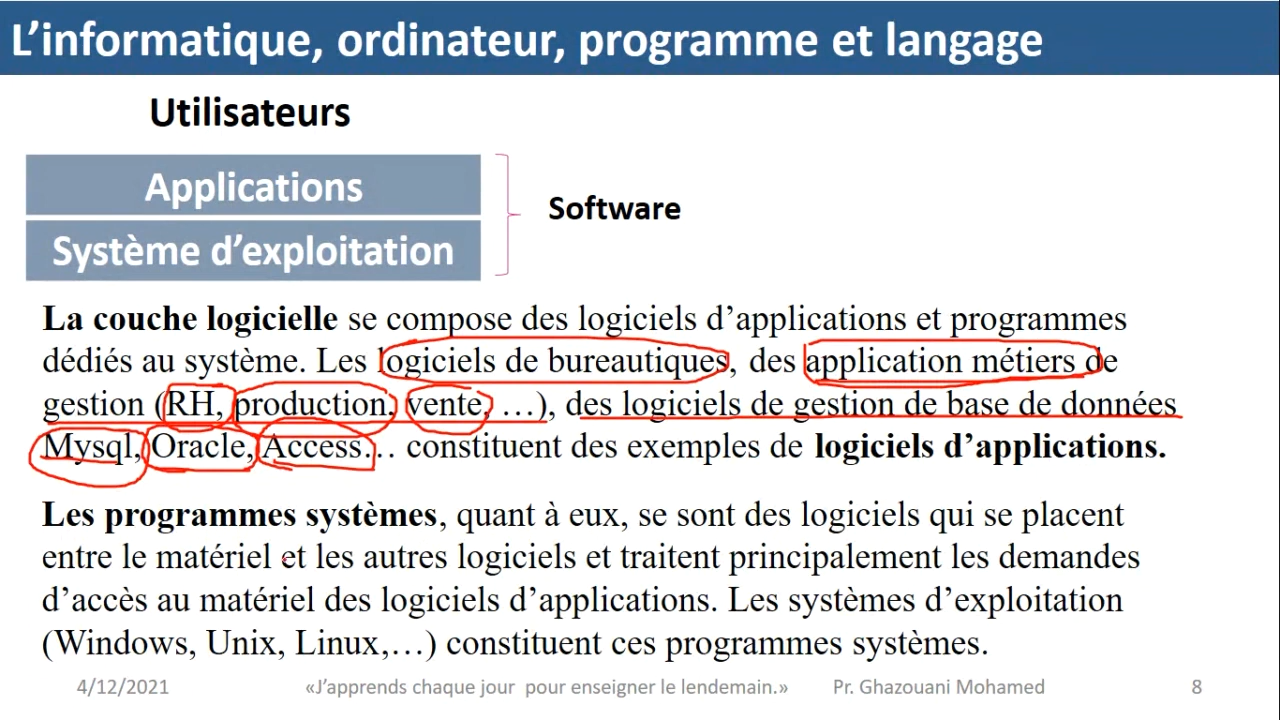 L’informatique, ordinateur, programme et langage
Utilisateurs
Applications
Système d’exploitation
Software
La couche logicielle se compose des logiciels d’applications et programmes
dédiés au système. Les logiciels de bureautiques, des application métiers de
gestion (RH, production, vente, …), des logiciels de gestion de base de données
Mysql, Oracle, Access… constituent des exemples de logiciels d’applications.
Les programmes systèmes, quant à eux, se sont des logiciels qui se placent
entre le matériel et les autres logiciels et traitent principalement les demandes
d’accès au matériel des logiciels d’applications. Les systèmes d’exploitation
(Windows, Unix, Linux,…) constituent ces programmes systèmes.
4/12/2021 «J’apprends chaque jour pour enseigner le lendemain.» Pr. Ghazouani Mohamed 8